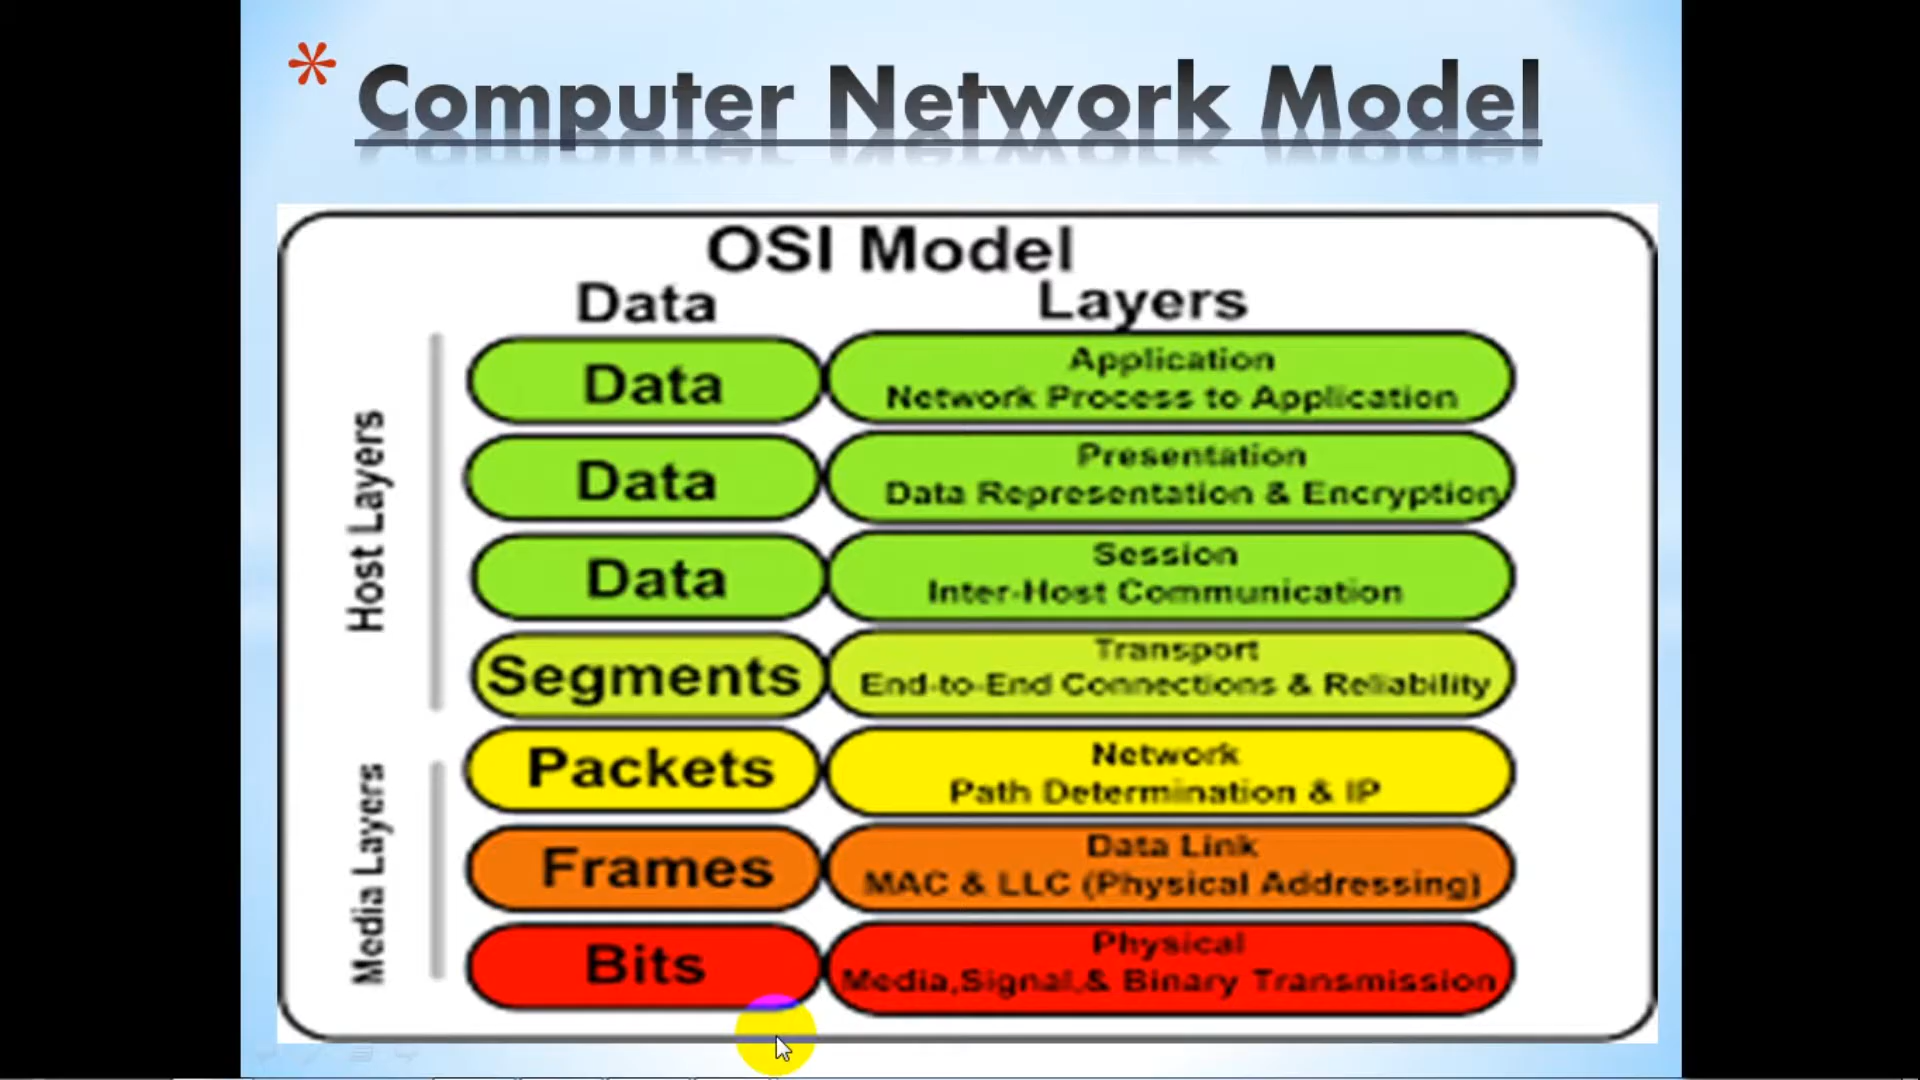 * Computer Network Model
OSI Model
Data Layers
Host Layers
Data
Application
Network Process to Application
Data
Presentation
Data Representation & Encryption
Data
Session
Inter-Host Communication
Segments
Transport
End-to-End Connections & Reliability
Media Layers
Packets
Network
Path Determination & IP
Frames
Data Link
MAC & LLC (Physical Addressing)
Bits
Physical
Media,Signal,& Binary Transmission